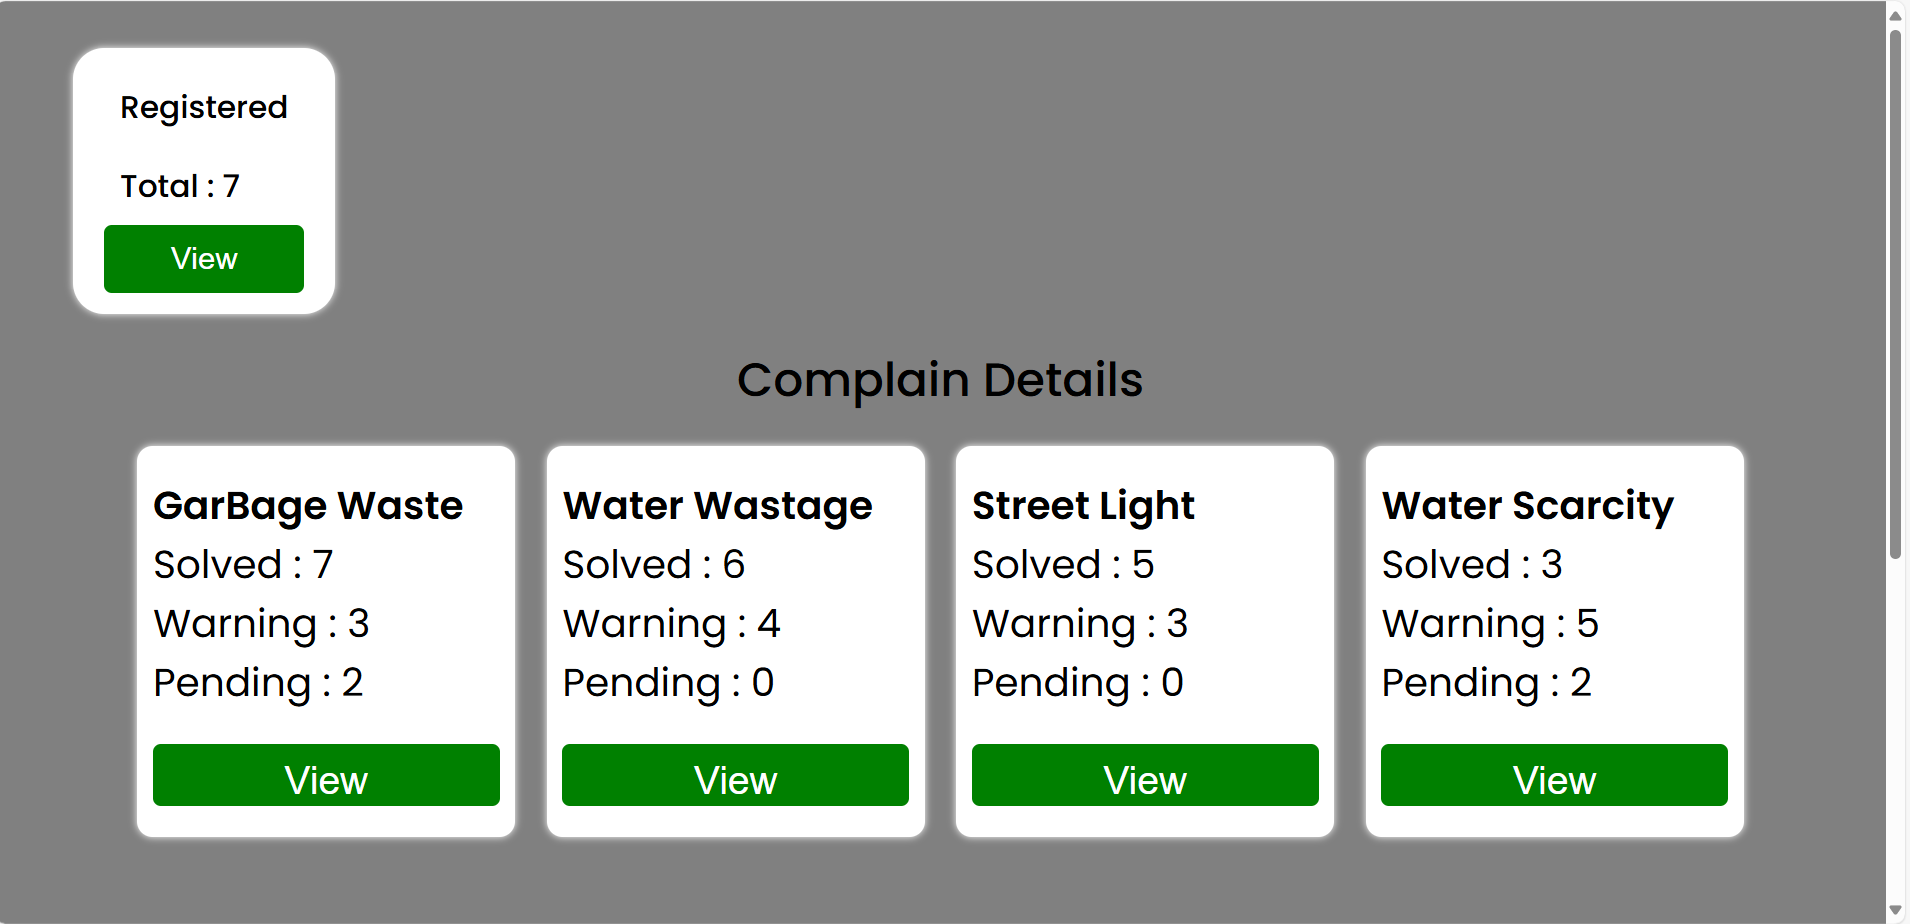 Registered
Total : 7
View
Complain Details
GarBage Waste
Solved : 7
Warning : 3
Pending : 2
View
Water Wastage
Solved : 6
Warning : 4
Pending : 0
View
Street Light
Solved : 5
Warning : 3
Pending : 0
View
Water Scarcity
Solved : 3
Warning : 5
Pending : 2
View